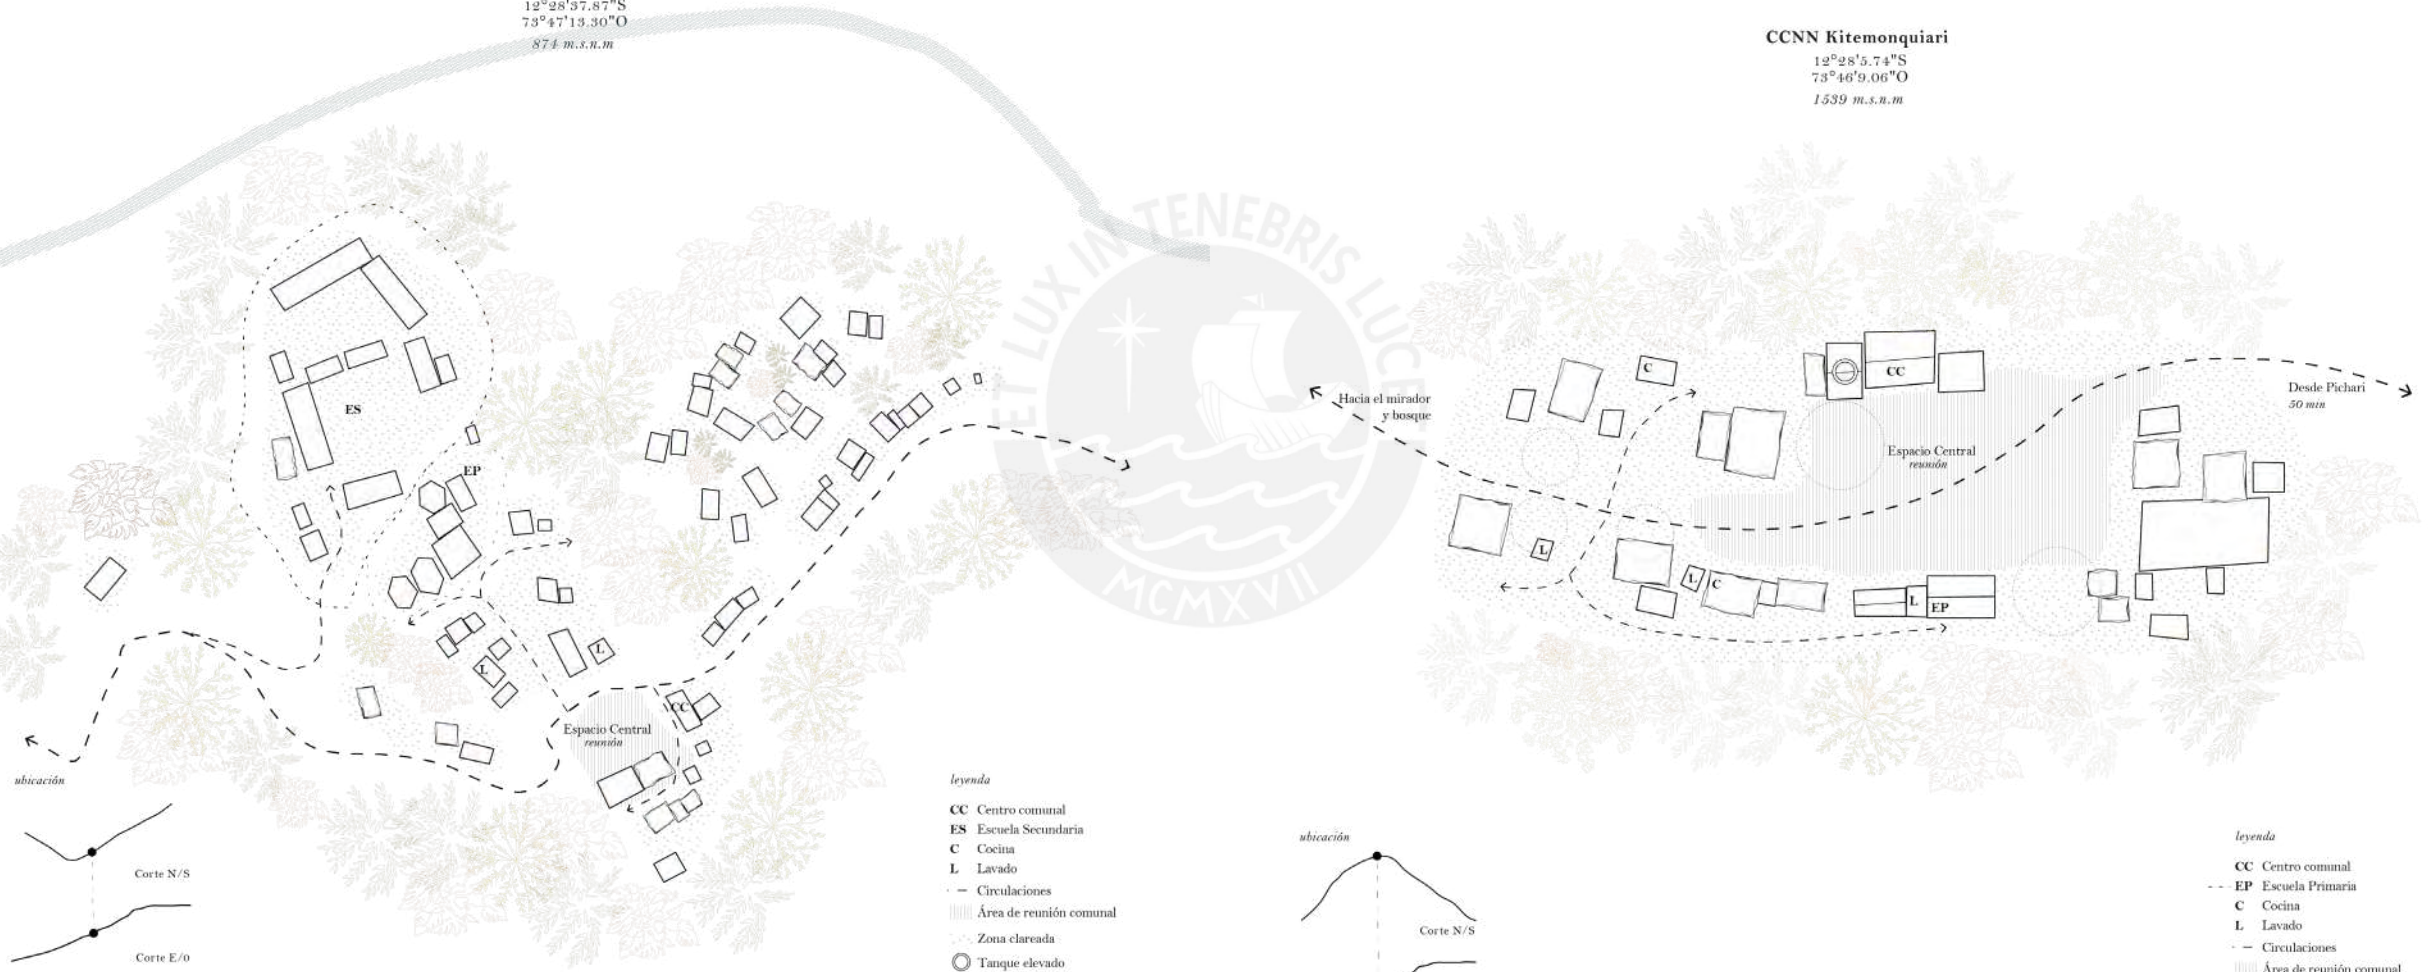 12°28'37.87"S
73°47'13.30"O
874 m.s.n.m
CCNN Kitemonquiari
12°28'5.74"S
73°46'9.06"O
1539 m.s.n.m
ET LUX IN TENEBRIS LUCET
MCMXVII
ES
EP
L
L
CC
Espacio Central
reunión
ubicación
Corte N/S
Corte E/O
leyenda
CC Centro comunal
ES Escuela Secundaria
C Cocina
L Lavado
Circulaciones
Área de reunión comunal
Zona clareada
Tanque elevado
Hacia el mirador
y bosque
C
CC
Desde Pichari
50 min
Espacio Central
reunión
L
L
C
L
EP
ubicación
Corte N/S
leyenda
CC Centro comunal
EP Escuela Primaria
C Cocina
L Lavado
Circulaciones
Área de reunión comunal